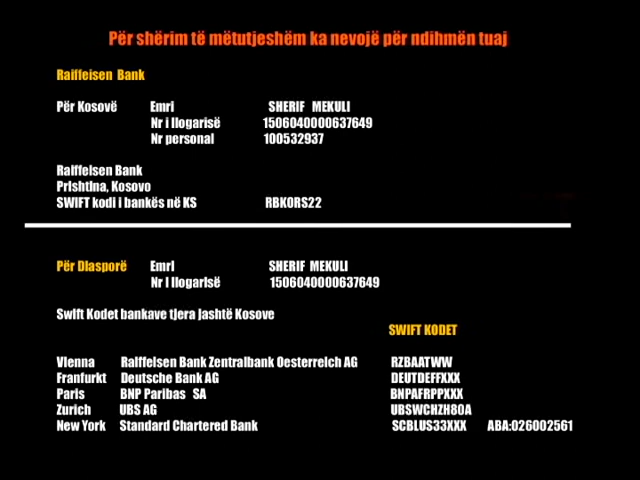 Për shërim të mëtutjeshëm ka nevojë për ndihmën tuaj
Raiffeisen Bank
Për Kosovë Emri SHERIF MEKULI
Nr i llogarisë 1506040000637649
Nr personal 100532937
Raiffeisen Bank
Prishtina, Kosovo
SWIFT kodi i bankës në KS RBKORS22
Për Diasporë Emri SHERIF MEKULI
Nr i llogarisë 1506040000637649
Swift Kodet bankave tjera jashtë Kosove
SWIFT KODET
Vienna Raiffeisen Bank Zentralbank Oesterreich AG RZBAATWW
Franfurkt Deutsche Bank AG DEUTDEFFXXX
Paris BNP Paribas SA BNPAFRPPXXX
Zurich UBS AG UBSWCHZH80A
New York Standard Chartered Bank SCBLUS33XXX ABA:026002561